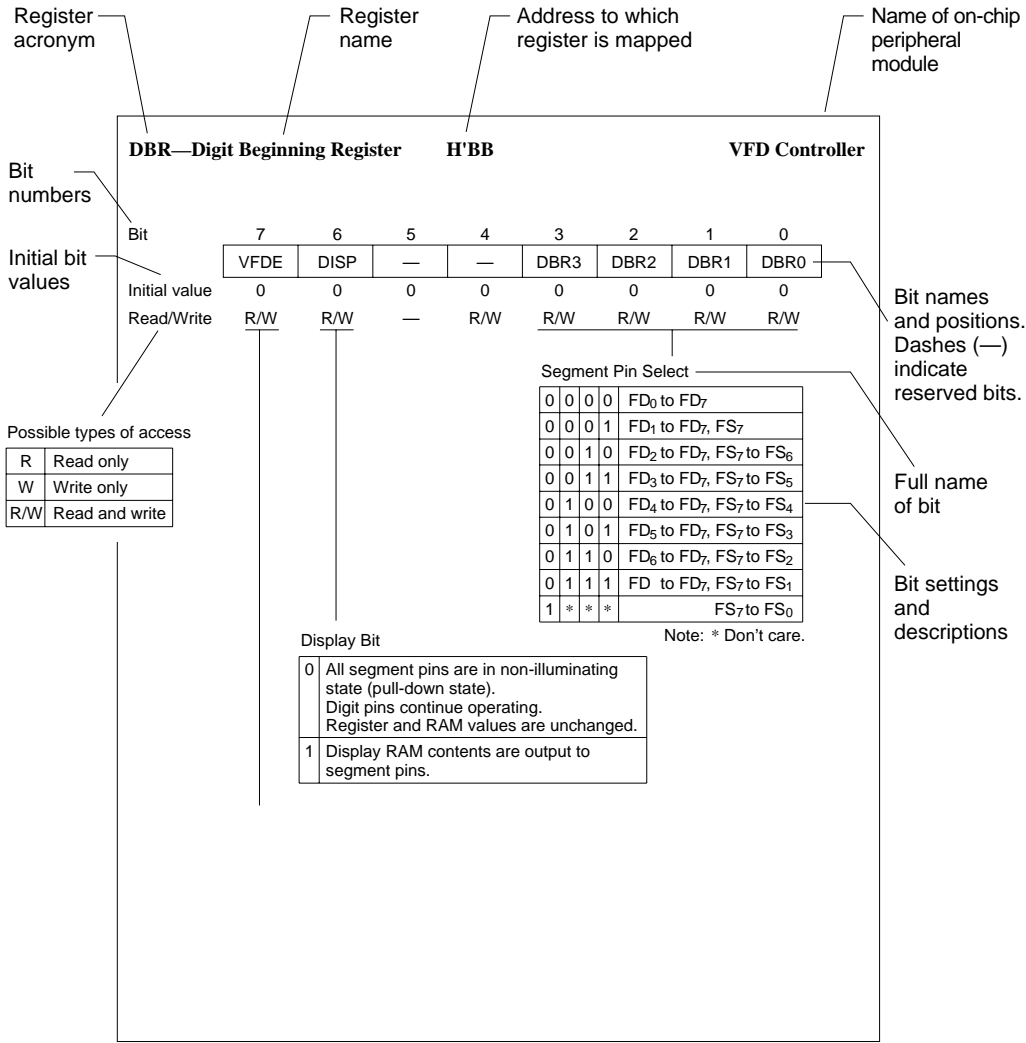 Register acronym
Register name
Address to which register is mapped
Name of on-chip peripheral module
DBR—Digit Beginning Register H'BB VFD Controller
Bit numbers
Bit 7 6 5 4 3 2 1 0
VFDE DISP — — DBR3 DBR2 DBR1 DBR0
Initial bit values
Initial value 0 0 0 0 0 0 0 0
Read/Write R/W R/W — R/W R/W R/W R/W R/W
Bit names and positions. Dashes (—) indicate reserved bits.
Possible types of access
R Read only
W Write only
R/W Read and write
Segment Pin Select
0 0 0 0 FD0 to FD7
0 0 0 1 FD1 to FD7, FS7
0 0 1 0 FD2 to FD7, FS7 to FS6
0 0 1 1 FD3 to FD7, FS7 to FS5
0 1 0 0 FD4 to FD7, FS7 to FS4
0 1 0 1 FD5 to FD7, FS7 to FS3
0 1 1 0 FD6 to FD7, FS7 to FS2
0 1 1 1 FD to FD7, FS7 to FS1
1 * * * FS7 to FS0
Note: * Don't care.
Full name of bit
Bit settings and descriptions
Display Bit
0 All segment pins are in non-illuminating
state (pull-down state).
Digit pins continue operating.
Register and RAM values are unchanged.
1 Display RAM contents are output to
segment pins.